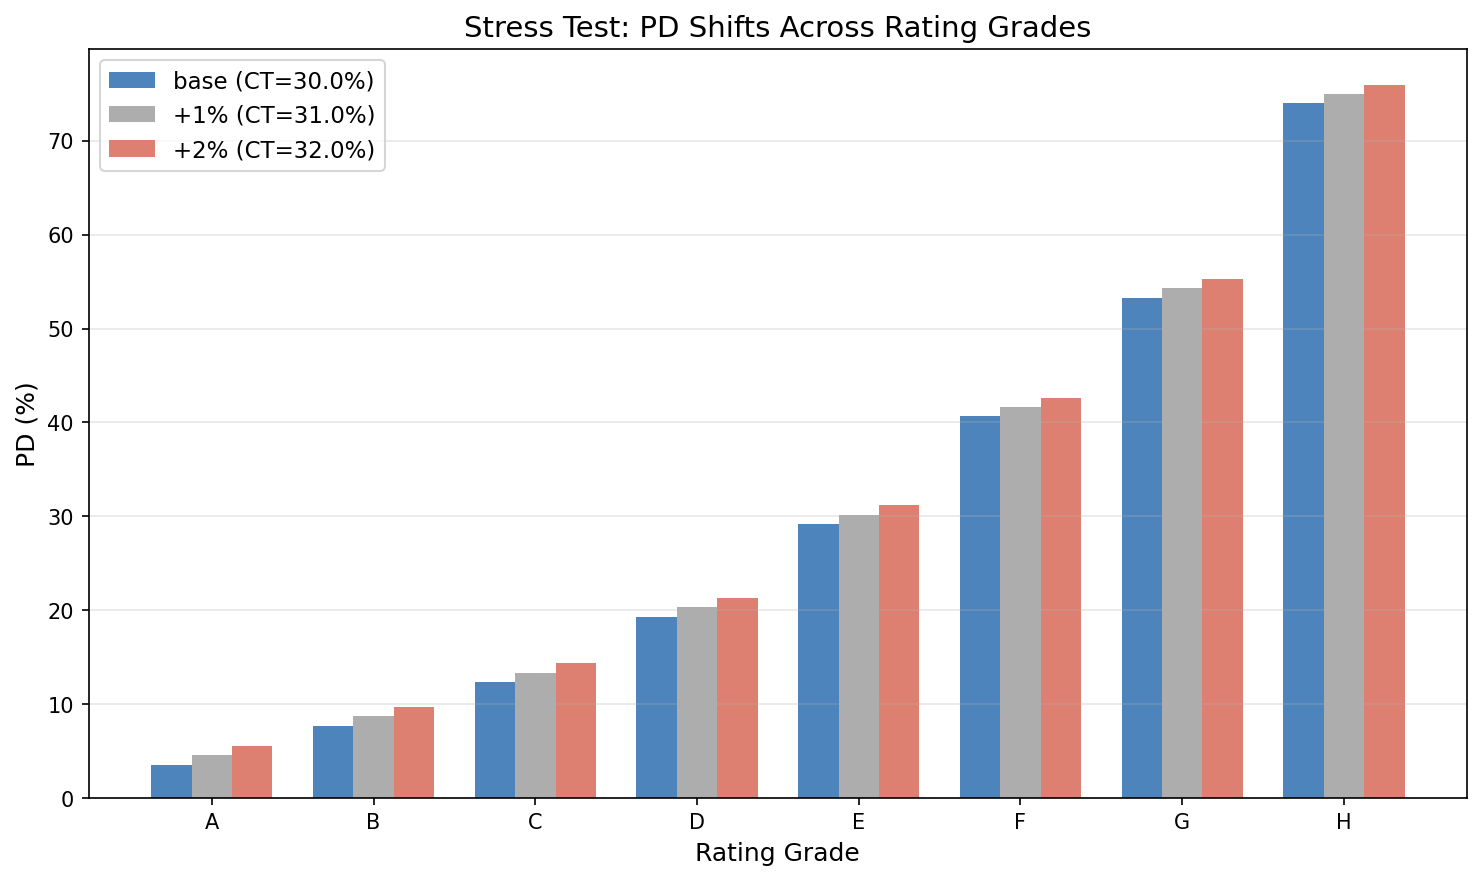 Stress Test: PD Shifts Across Rating Grades
base (CT=30.0%)
+1% (CT=31.0%)
+2% (CT=32.0%)
PD (%)
70
60
50
40
30
20
10
0
A B C D E F G H
Rating Grade